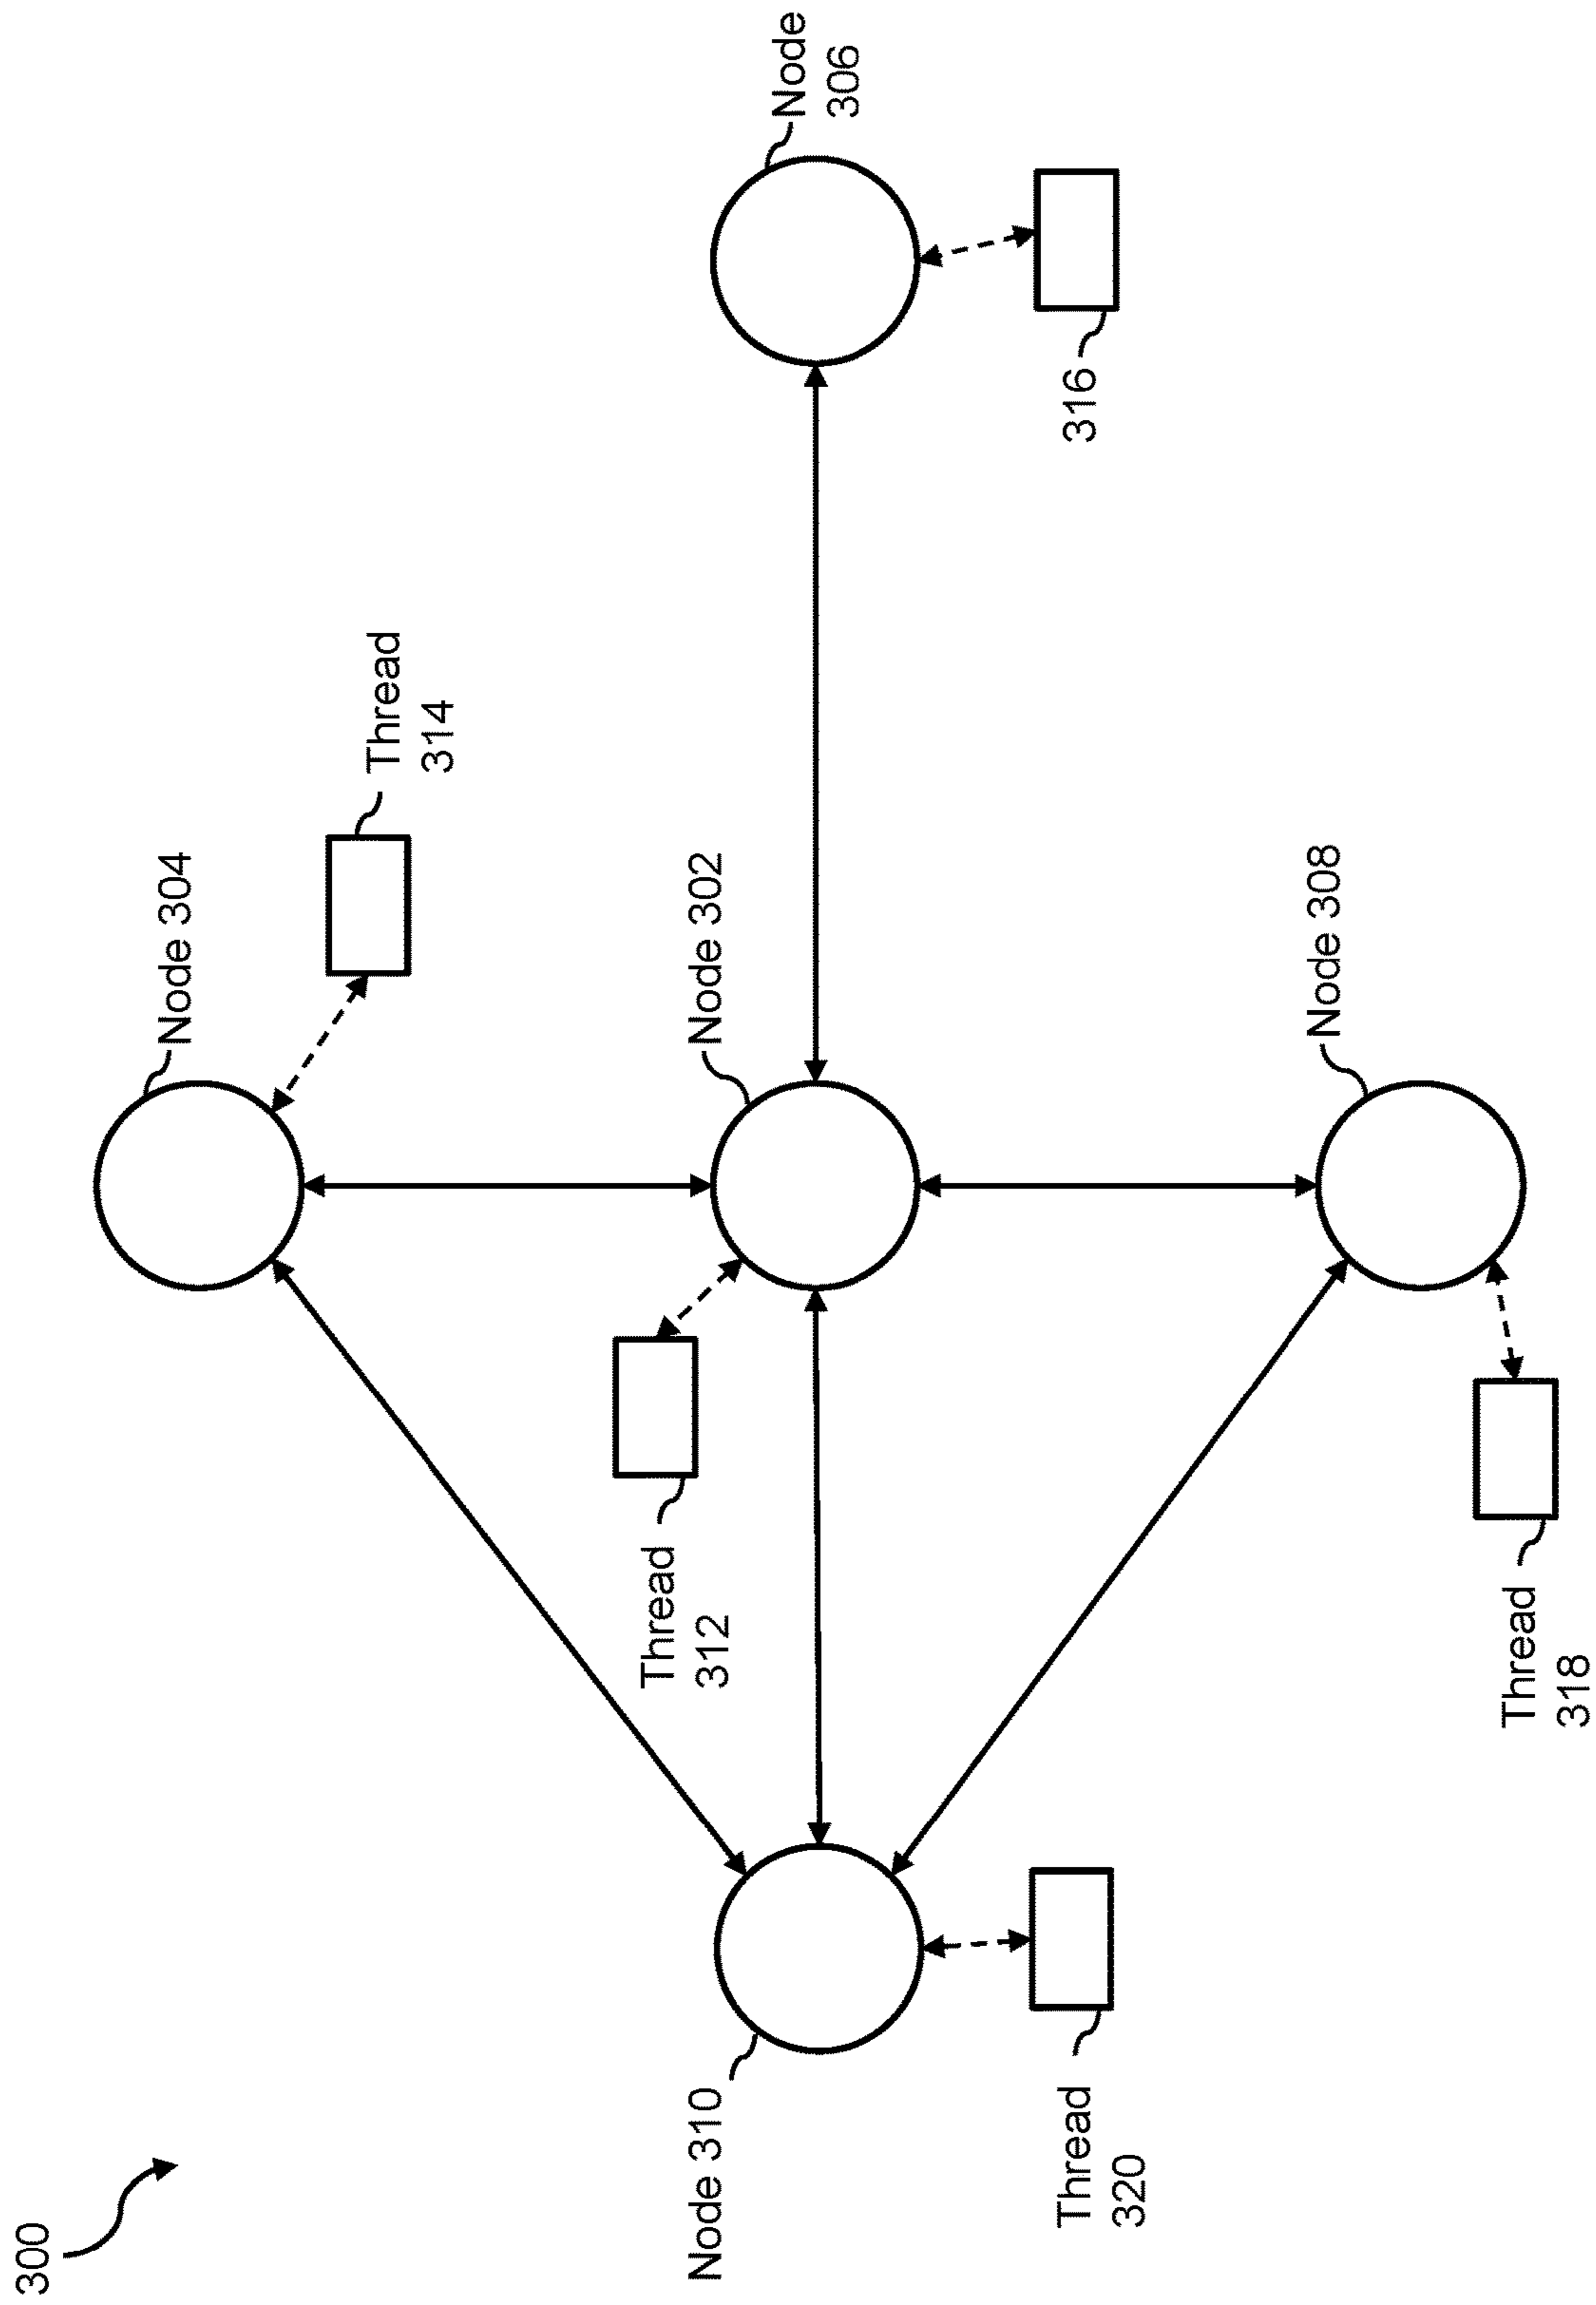 300
Node 304
Thread
314
Node 310
Thread
312
Node 302
Node
306
Thread
320
316
Thread
318
Node 308